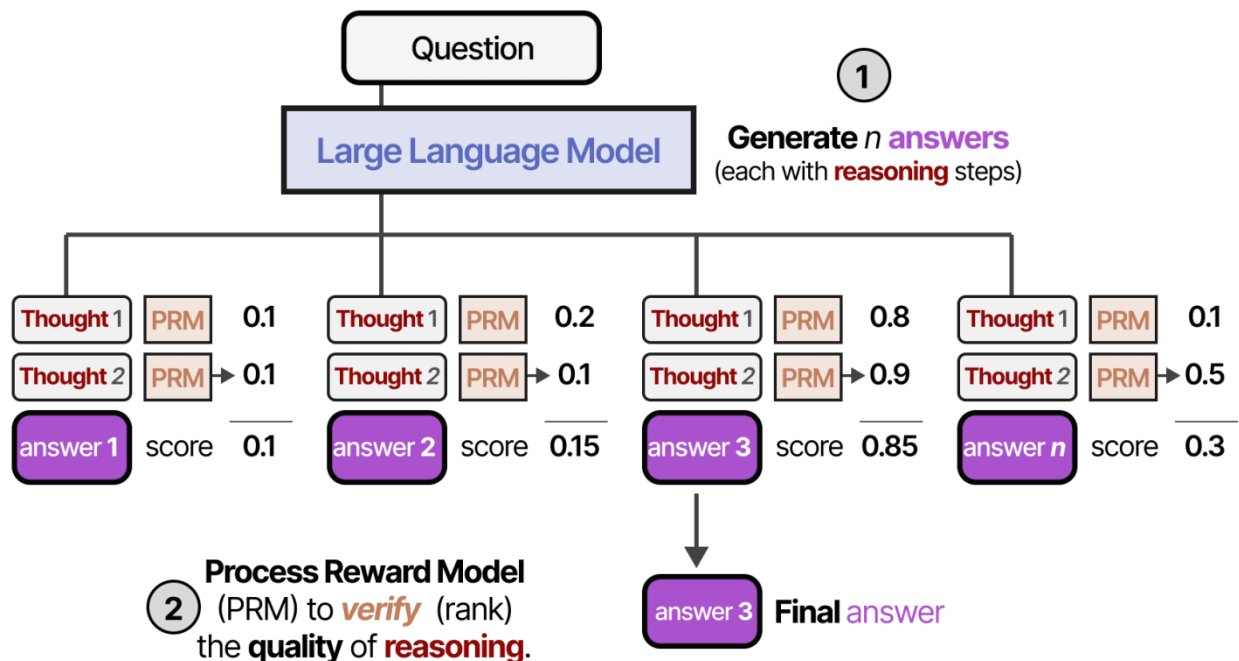 Question
1
Large Language Model
Generate n answers
(each with reasoning steps)
Thought 1 PRM 0.1
Thought 2 PRM 0.1
answer 1 score 0.1
Thought 1 PRM 0.2
Thought 2 PRM 0.1
answer 2 score 0.15
Thought 1 PRM 0.8
Thought 2 PRM 0.9
answer 3 score 0.85
Thought 1 PRM 0.1
Thought 2 PRM 0.5
answer n score 0.3
2
Process Reward Model
(PRM) to verify (rank)
the quality of reasoning.
answer 3 Final answer